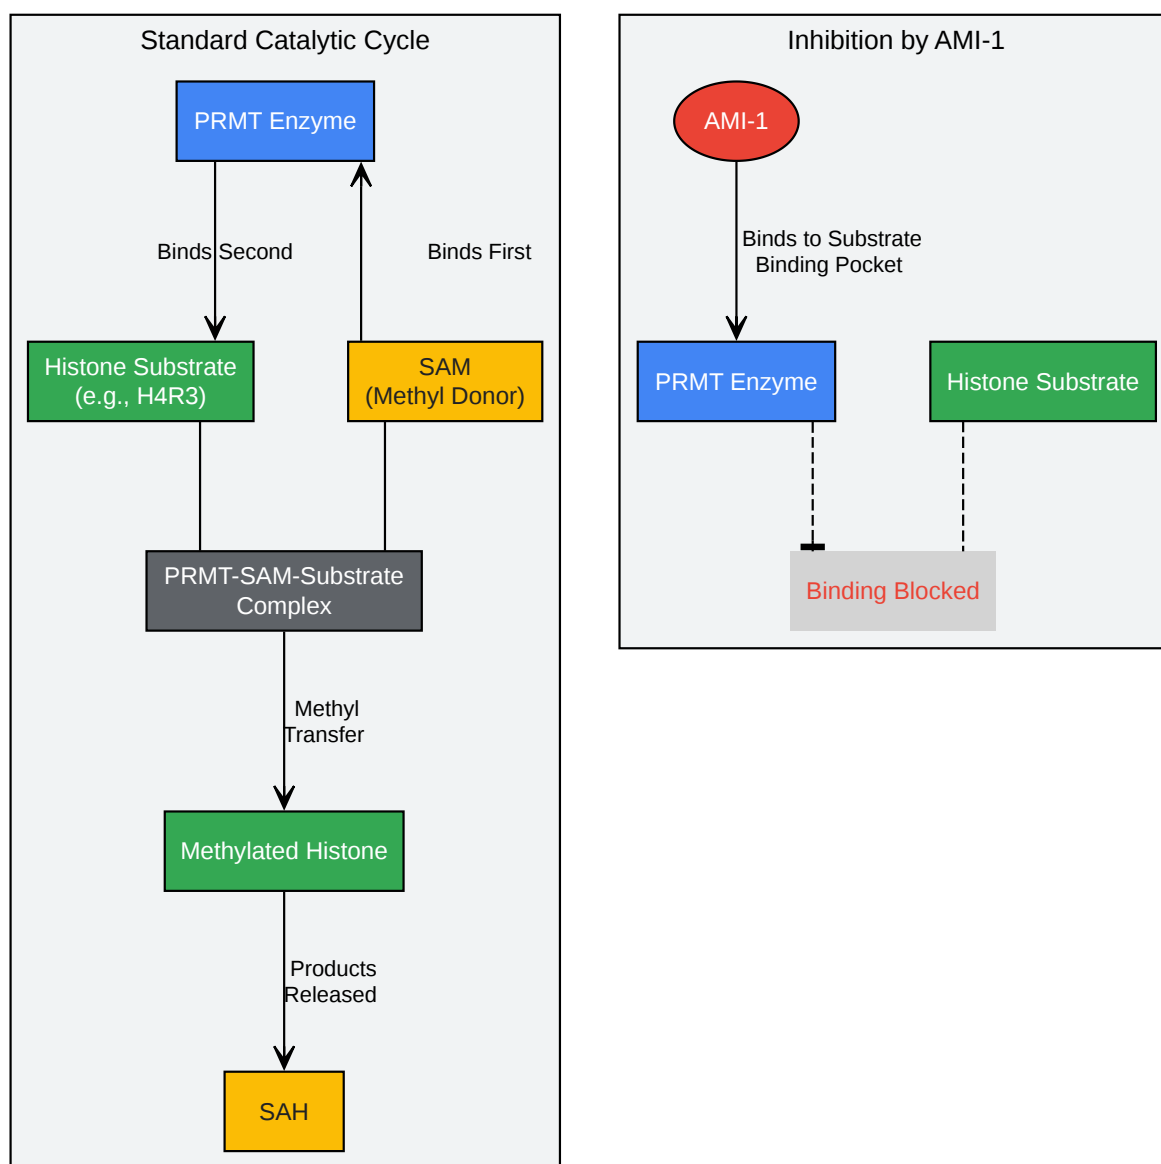 Standard Catalytic Cycle
PRMT Enzyme
Binds Second
Binds First
Histone Substrate
(e.g., H4R3)
SAM
(Methyl Donor)
PRMT-SAM-Substrate
Complex
Methyl
Transfer
Methylated Histone
Products
Released
SAH
Inhibition by AMI-1
AMI-1
Binds to Substrate
Binding Pocket
PRMT Enzyme
Histone Substrate
Binding Blocked